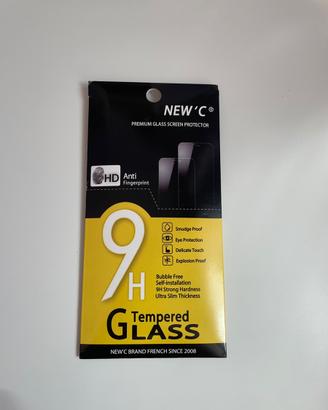 NEW'C®
PREMIUM GLASS SCREEN PROTECTOR
HD
Anti
Fingerprint
9H
Smudge Proof
Eye Protection
Delicate Touch
Explosion Proof
Bubble Free
Self-installation
9H Strong Hardness
Ultra Slim Thickness
Tempered
GLASS
NEW'C BRAND FRENCH SINCE 2008